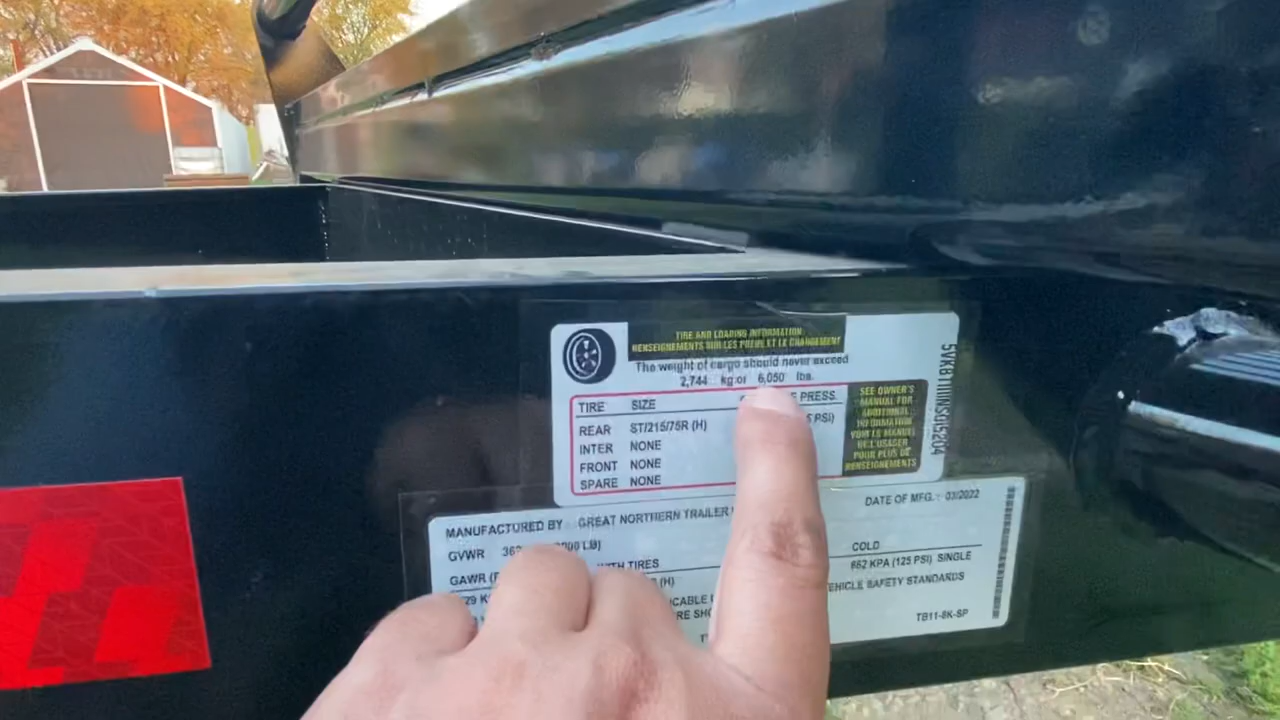 TIRE AND LOADING INFORMATION
RENSEIGNEMENTS SUR LES PNEUS ET LE CHARGEMENT
The weight of cargo should never exceed
2,744 kg or 6,050 lbs.
TIRE SIZE PRESS.
REAR ST/215/75R (H) PSI)
INTER NONE
FRONT NONE
SPARE NONE
SEE OWNER'S
MANUAL FOR
ADDITIONAL
INFORMATION
VOIR LE MANUEL
DE L'USAGER
POUR PLUS DE
RENSEIGNEMENTS
MANUFACTURED BY GREAT NORTHERN TRAILER
DATE OF MFG.: 03/2022
GVWR LB)
COLD
GAWR TIRES
662 KPA (125 PSI) SINGLE
(H)
VEHICLE SAFETY STANDARDS
TB11-8K-SP